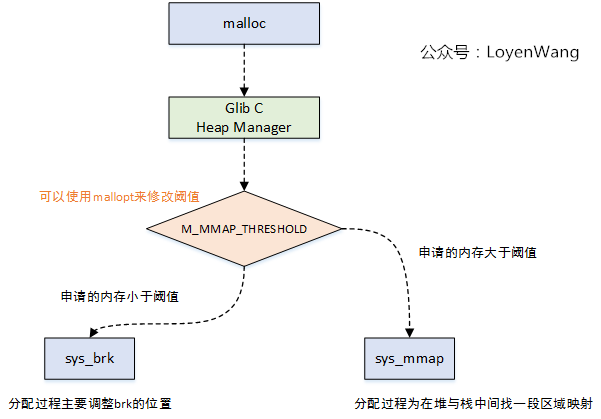 malloc
公众号：LoyenWang
Glib C
Heap Manager
可以使用mallopt来修改阈值
M_MMAP_THRESHOLD
申请的内存大于阈值
申请的内存小于阈值
sys_brk
sys_mmap
分配过程主要调整brk的位置
分配过程为在堆与栈中间找一段区域映射